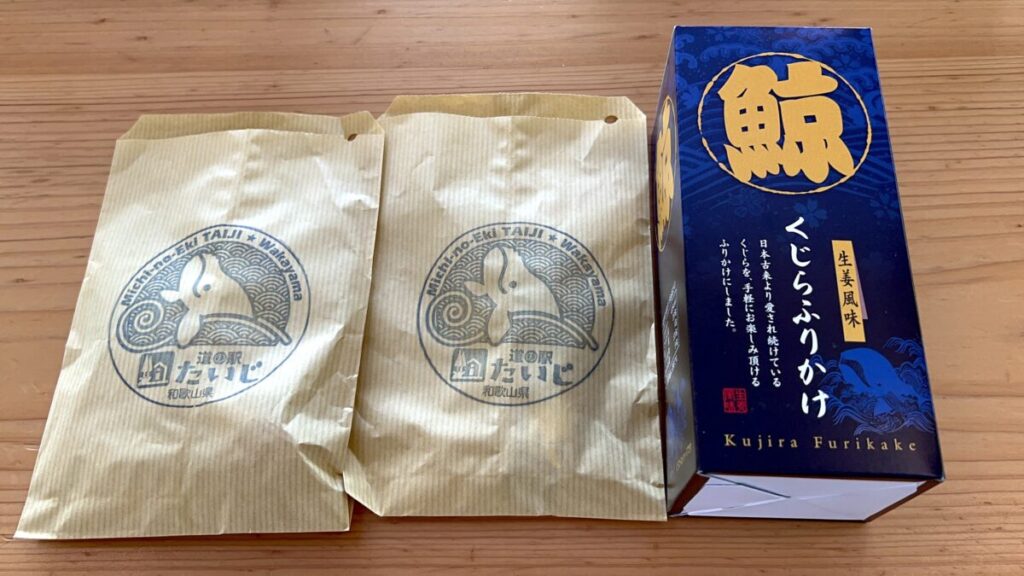 Michi-no-Eki TAIJI ★ Wakayama
道の駅
たいじ
和歌山県
Michi-no-Eki TAIJI ★ Wakayama
道の駅
たいじ
和歌山県
鯨
くじらふりかけ
生姜風味
日本古来より愛され続けている
くじらを、手軽にお楽しみ頂ける
ふりかけにしました。
Kujira Furikake